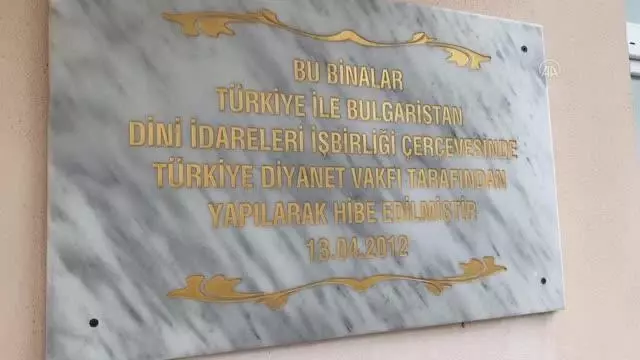 BU BİNALAR
TÜRKİYE İLE BULGARİSTAN
DİNİ İDARELERİ İŞBİRLİĞİ ÇERÇEVESİNDE
TÜRKİYE DİYANET VAKFI TARAFINDAN
YAPILARAK HİBE EDİLMİŞTİR
13.04.2012
AA